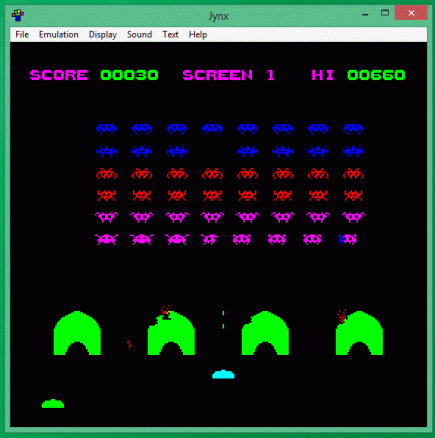 Jynx
File Emulation Display Sound Text Help
SCORE 00030 SCREEN 1 HI 00660